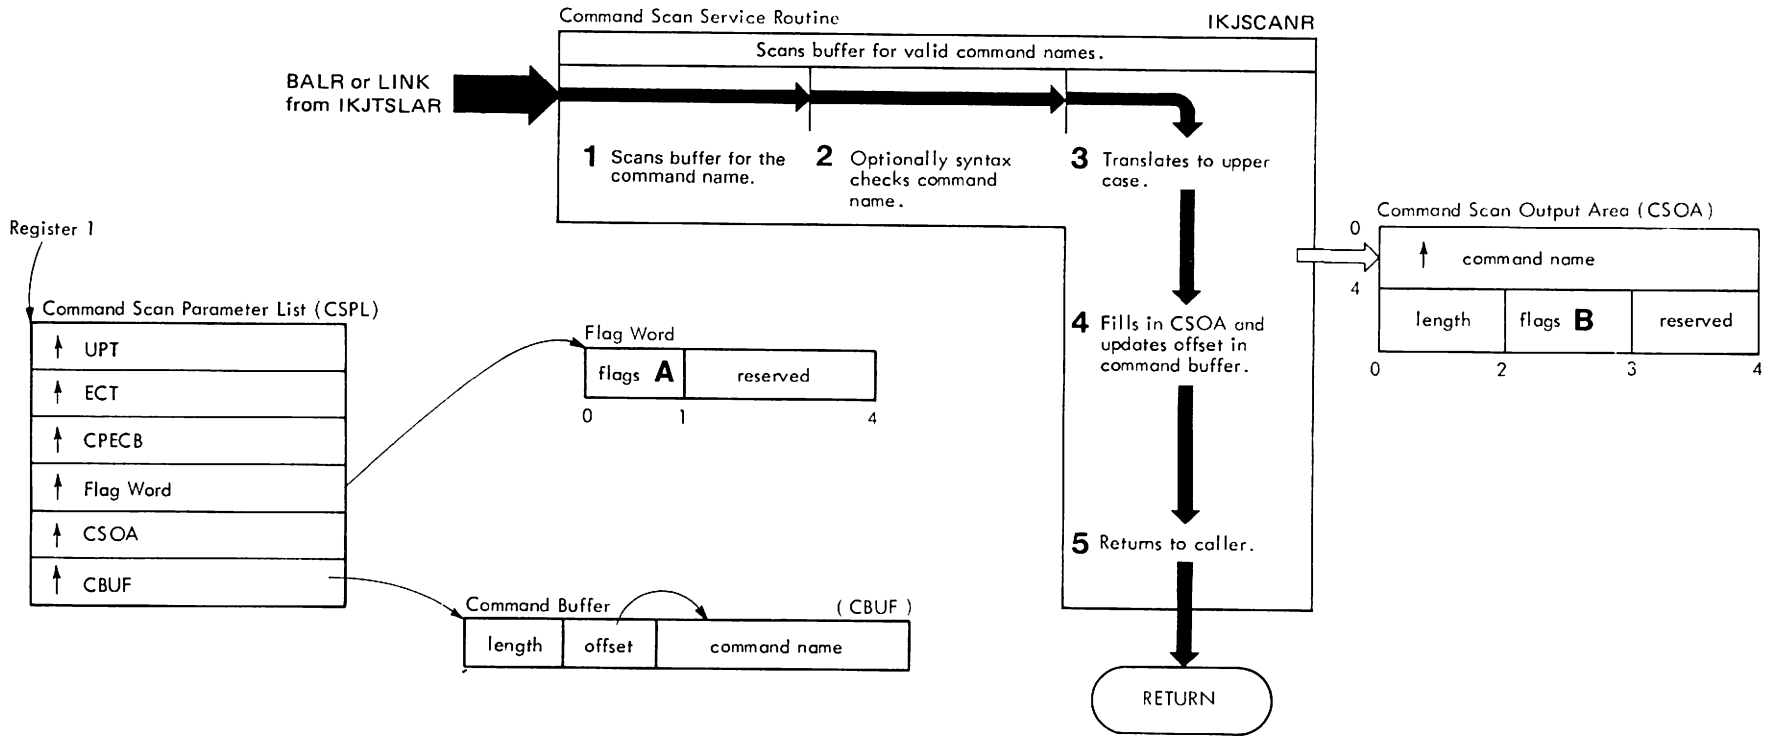 Command Scan Service Routine
IKJSCANR
Scans buffer for valid command names.
BALR or LINK
from IKJTSLAR
1 Scans buffer for the
command name.
2 Optionally syntax
checks command
name.
3 Translates to upper
case.
Command Scan Output Area (CSOA)
0
↑ command name
4
length flags B reserved
0 2 3 4
Register 1
Command Scan Parameter List (CSPL)
↑ UPT
↑ ECT
↑ CPECB
↑ Flag Word
↑ CSOA
↑ CBUF
Flag Word
flags A reserved
0 1 4
4 Fills in CSOA and
updates offset in
command buffer.
5 Returns to caller.
Command Buffer (CBUF)
length offset command name
RETURN